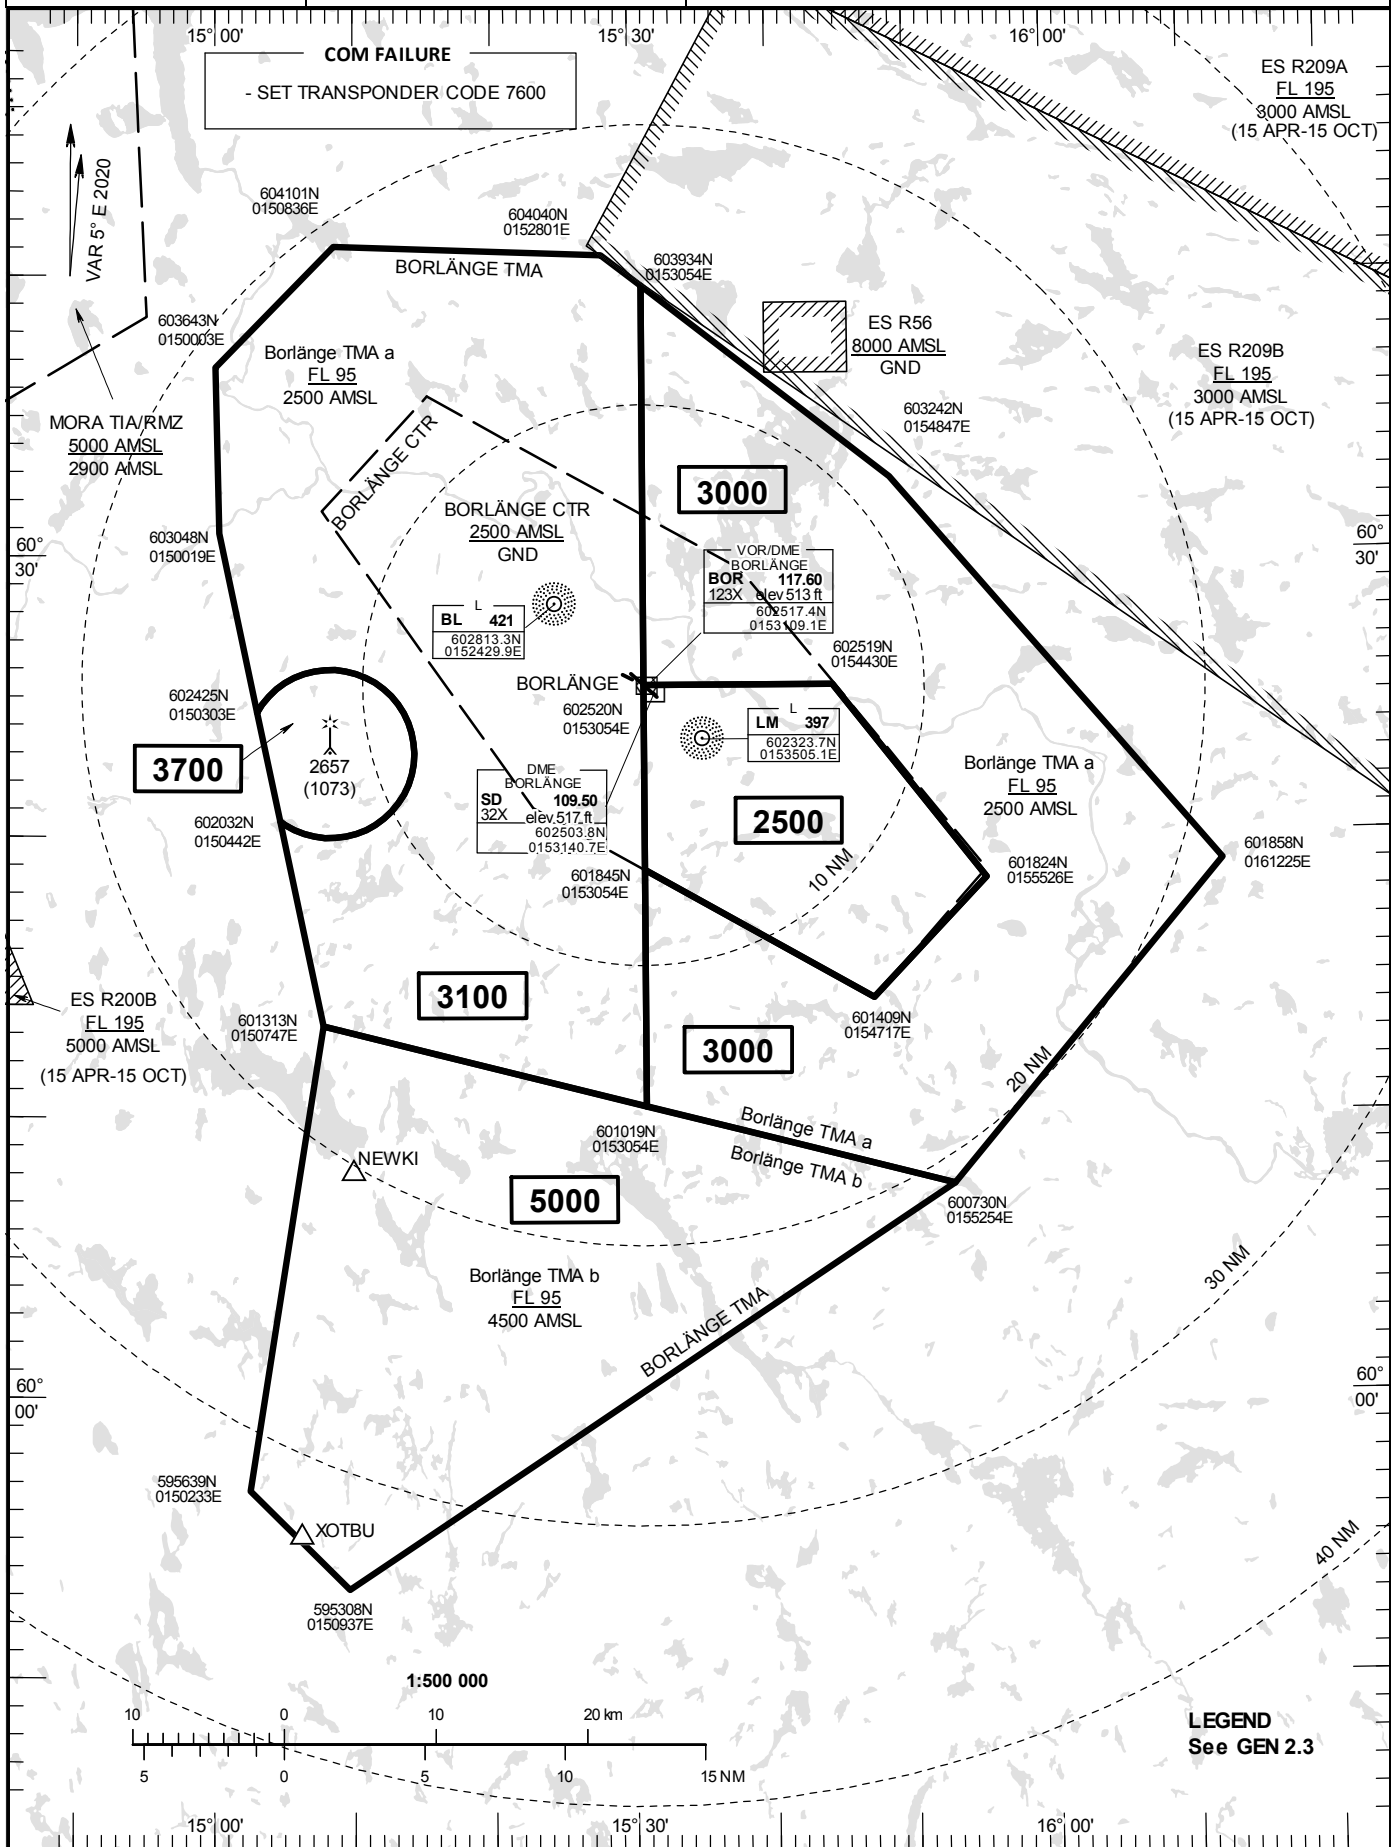 15° 00'
15° 30'
16° 00'
COM FAILURE
- SET TRANSPONDER CODE 7600
ES R209A
FL 195
3000 AMSL
(15 APR-15 OCT)
VAR 5° E 2020
604101N
0150836E
604040N
0152801E
BORLÄNGE TMA
603934N
0153054E
603643N
0150003E
Borlänge TMA a
FL 95
2500 AMSL
ES R56
8000 AMSL
GND
ES R209B
FL 195
3000 AMSL
(15 APR-15 OCT)
MORA TIA/RMZ
5000 AMSL
2900 AMSL
BORLÄNGE CTR
603242N
0154847E
3000
BORLÄNGE CTR
2500 AMSL
GND
603048N
0150019E
60°
30'
60°
30'
VOR/DME
BORLÄNGE
BOR 117.60
123X elev 513 ft
602517.4N
0153109.1E
L
BL 421
602813.3N
0152429.9E
602519N
0154430E
BORLÄNGE
602520N
0153054E
602425N
0150303E
L
LM 397
602323.7N
0153505.1E
3700
2657
(1073)
DME
BORLÄNGE
SD 109.50
32X elev 517 ft
602503.8N
0153140.7E
Borlänge TMA a
FL 95
2500 AMSL
2500
602032N
0150442E
601858N
0161225E
10 NM
601845N
0153054E
601824N
0155526E
3100
ES R200B
FL 195
5000 AMSL
(15 APR-15 OCT)
601313N
0150747E
601409N
0154717E
3000
20 NM
601019N
0153054E
Borlänge TMA a
Borlänge TMA b
NEWKI
5000
600730N
0155254E
30 NM
Borlänge TMA b
FL 95
4500 AMSL
BORLÄNGE TMA
60°
00'
60°
00'
595639N
0150233E
XOTBU
40 NM
595308N
0150937E
1:500 000
10 0 10 20 km
5 0 5 10 15 NM
LEGEND
See GEN 2.3
15° 00'
15° 30'
16° 00'